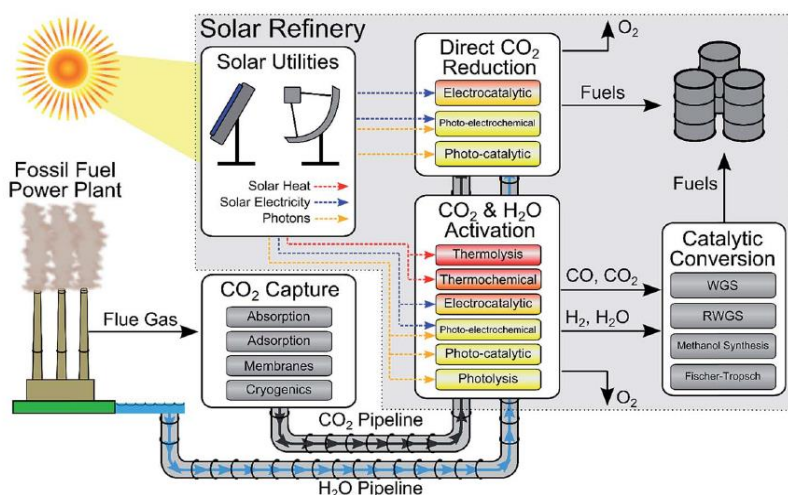 Solar Refinery
Solar Utilities
Solar Heat
Solar Electricity
Photons
Direct CO₂
Reduction
Electrocatalytic
Photo-electrochemical
Photo-catalytic
O₂
Fuels
Fossil Fuel
Power Plant
Flue Gas
CO₂ Capture
Absorption
Adsorption
Membranes
Cryogenics
CO₂ & H₂O
Activation
Thermolysis
Thermochemical
Electrocatalytic
Photo-electrochemical
Photo-catalytic
Photolysis
CO, CO₂
H₂, H₂O
O₂
Fuels
Catalytic
Conversion
WGS
RWGS
Methanol Synthesis
Fischer-Tropsch
CO₂ Pipeline
H₂O Pipeline